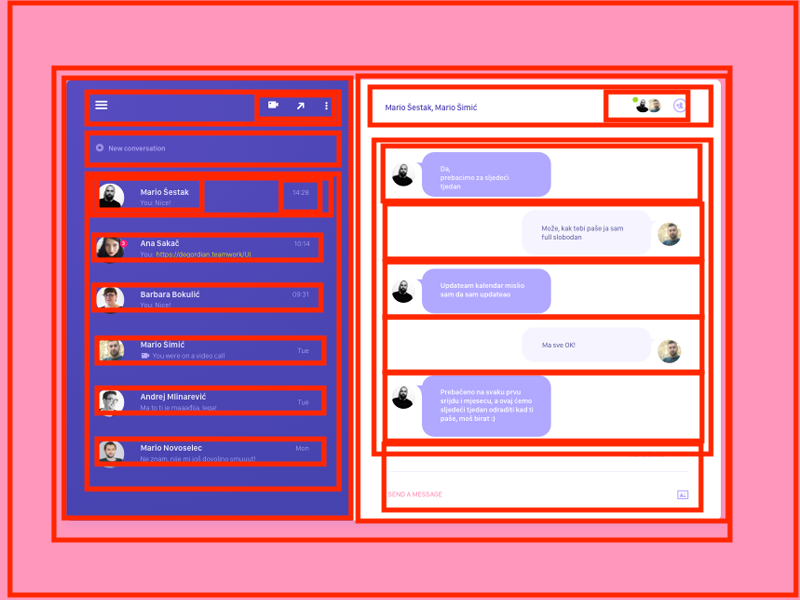 New conversation
Mario Šestak
14:28
You: Nice!
Ana Sakač
3
10:14
You: https://degordian.teamwork/UI
Barbara Bokulić
09:31
You: Nice!
Mario Šimić
Tue
You were on a video call
Andrej Mlinarević
Tue
Ma to ti je maaadžija, lega!
Mario Novoselec
Mon
Ne znam, nije mi još dovoljno smuuut!
Mario Šestak, Mario Šimić
Da,
prebacimo za sljedeći
tjedan
Može, kak tebi paše ja sam
full slobodan
Updateam kalendar mislio
sam da sam updateao
Ma sve OK!
Prebačeno na svaku prvu
srijdu i mjesecu, a ovaj ćemo
sljedeći tjedan odraditi kad ti
paše, moš birat :)
SEND A MESSAGE